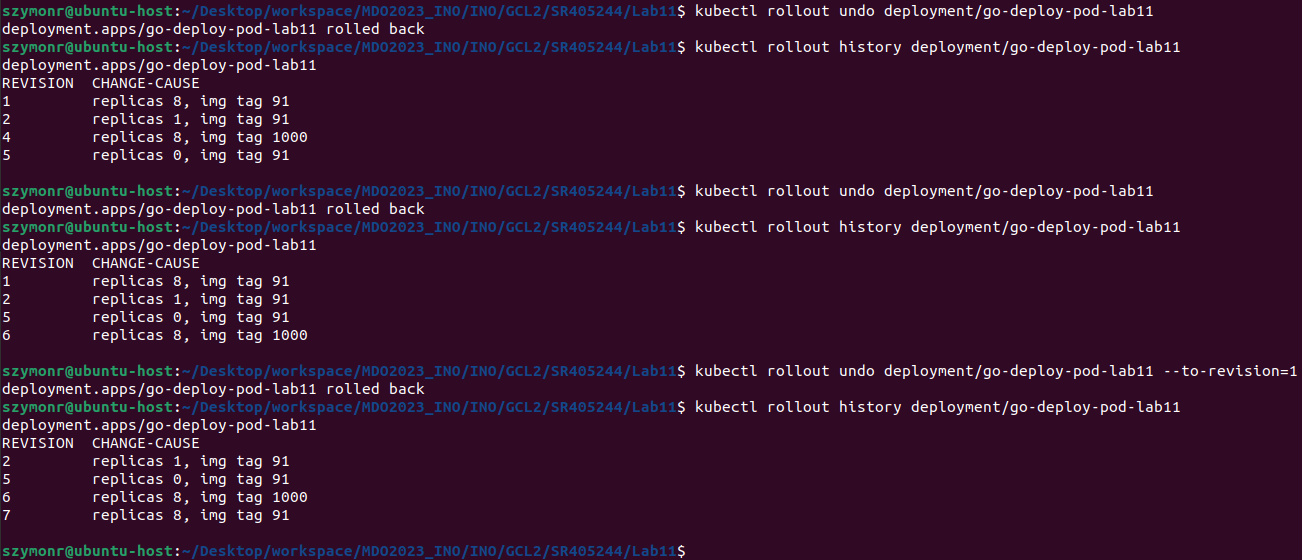 szymonr@ubuntu-host:~/Desktop/workspace/MDO2023_INO/INO/GCL2/SR405244/Lab11$ kubectl rollout undo deployment/go-deploy-pod-lab11
deployment.apps/go-deploy-pod-lab11 rolled back
szymonr@ubuntu-host:~/Desktop/workspace/MDO2023_INO/INO/GCL2/SR405244/Lab11$ kubectl rollout history deployment/go-deploy-pod-lab11
deployment.apps/go-deploy-pod-lab11
REVISION  CHANGE-CAUSE
1         replicas 8, img tag 91
2         replicas 1, img tag 91
4         replicas 8, img tag 1000
5         replicas 0, img tag 91
szymonr@ubuntu-host:~/Desktop/workspace/MDO2023_INO/INO/GCL2/SR405244/Lab11$ kubectl rollout undo deployment/go-deploy-pod-lab11
deployment.apps/go-deploy-pod-lab11 rolled back
szymonr@ubuntu-host:~/Desktop/workspace/MDO2023_INO/INO/GCL2/SR405244/Lab11$ kubectl rollout history deployment/go-deploy-pod-lab11
deployment.apps/go-deploy-pod-lab11
REVISION  CHANGE-CAUSE
1         replicas 8, img tag 91
2         replicas 1, img tag 91
5         replicas 0, img tag 91
6         replicas 8, img tag 1000
szymonr@ubuntu-host:~/Desktop/workspace/MDO2023_INO/INO/GCL2/SR405244/Lab11$ kubectl rollout undo deployment/go-deploy-pod-lab11 --to-revision=1
deployment.apps/go-deploy-pod-lab11 rolled back
szymonr@ubuntu-host:~/Desktop/workspace/MDO2023_INO/INO/GCL2/SR405244/Lab11$ kubectl rollout history deployment/go-deploy-pod-lab11
deployment.apps/go-deploy-pod-lab11
REVISION  CHANGE-CAUSE
2         replicas 1, img tag 91
5         replicas 0, img tag 91
6         replicas 8, img tag 1000
7         replicas 8, img tag 91
szymonr@ubuntu-host:~/Desktop/workspace/MDO2023_INO/INO/GCL2/SR405244/Lab11$